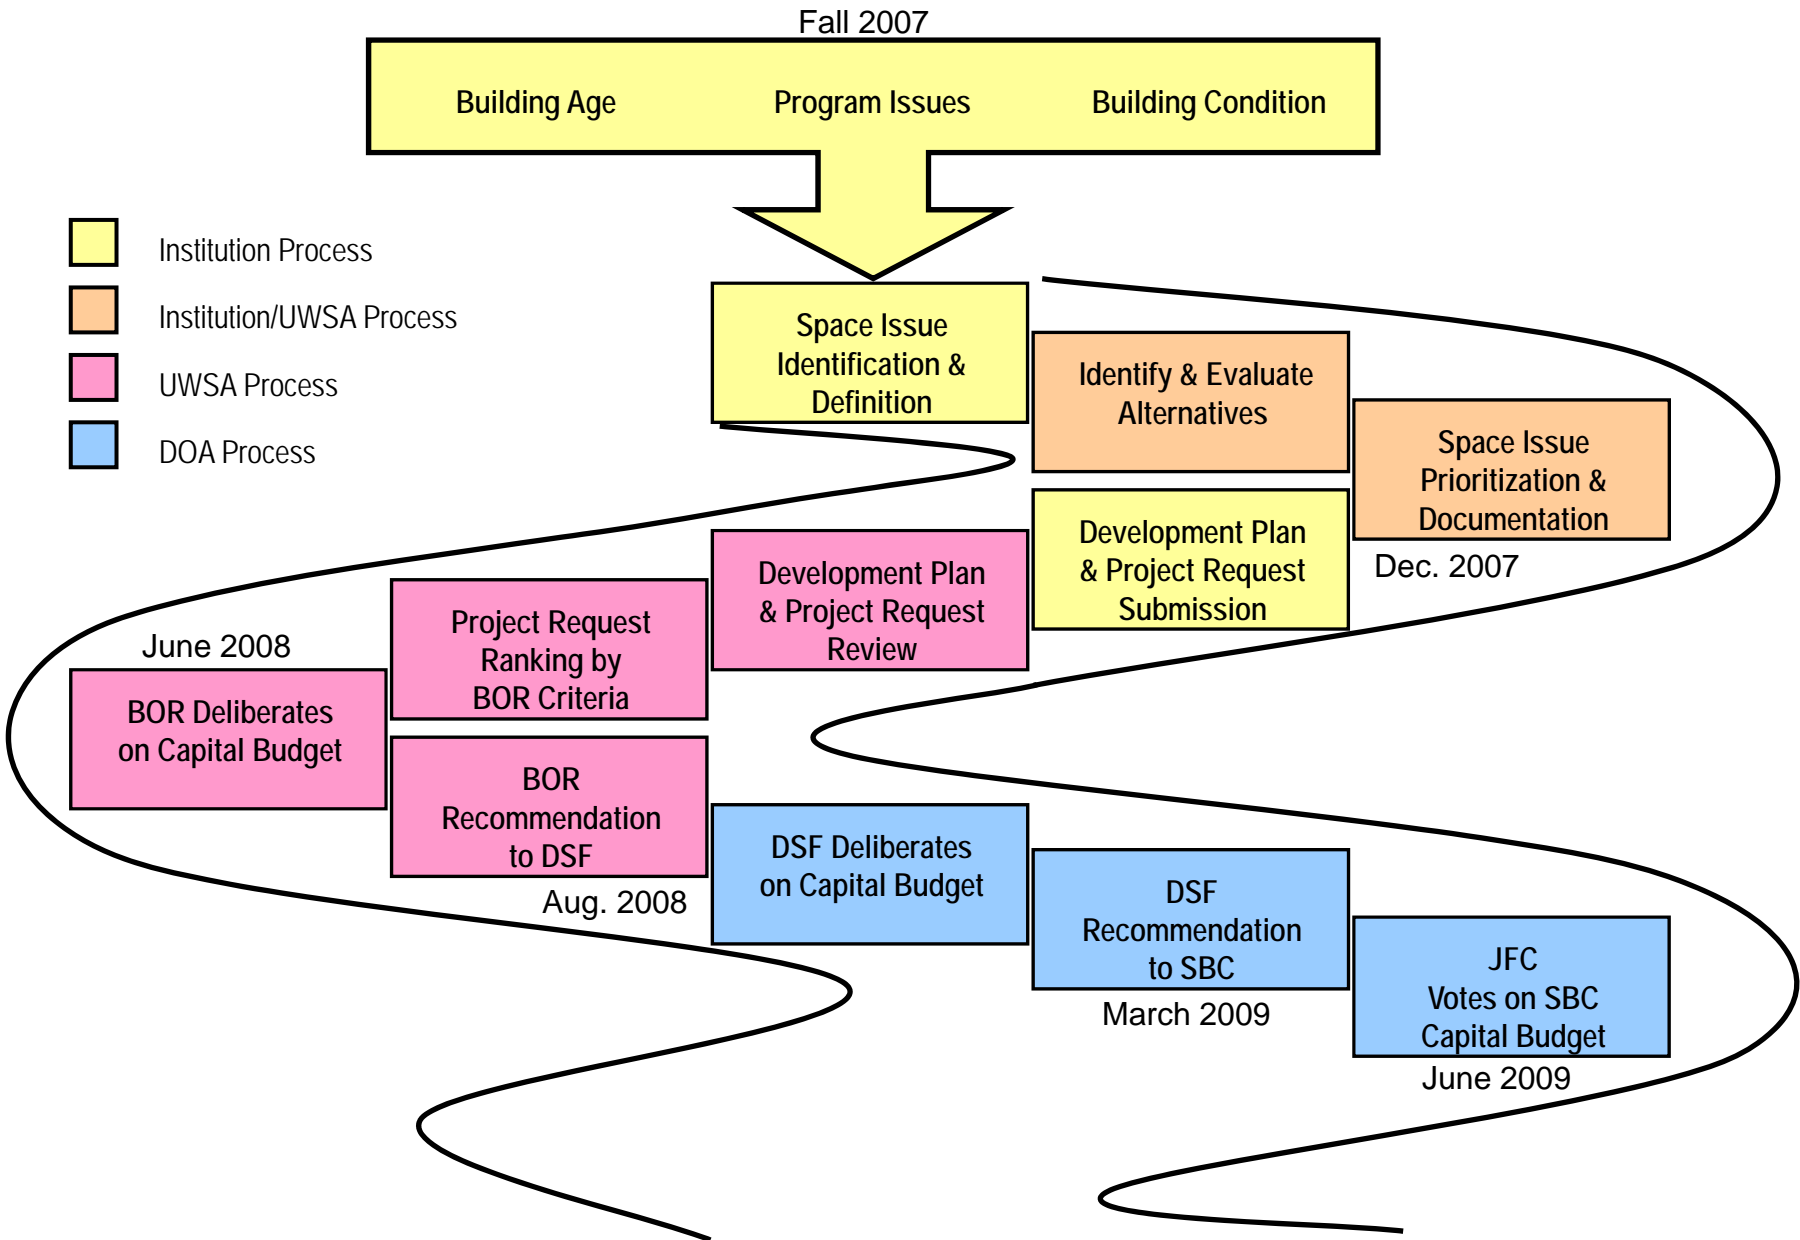 Fall 2007
Building Age
Program Issues
Building Condition
Institution Process
Institution/UWSA Process
UWSA Process
DOA Process
Space Issue
Identification &
Definition
Identify & Evaluate
Alternatives
Space Issue
Prioritization &
Documentation
Dec. 2007
Development Plan
& Project Request
Submission
Development Plan
& Project Request
Review
Project Request
Ranking by
BOR Criteria
June 2008
BOR Deliberates
on Capital Budget
BOR
Recommendation
to DSF
Aug. 2008
DSF Deliberates
on Capital Budget
DSF
Recommendation
to SBC
March 2009
JFC
Votes on SBC
Capital Budget
June 2009